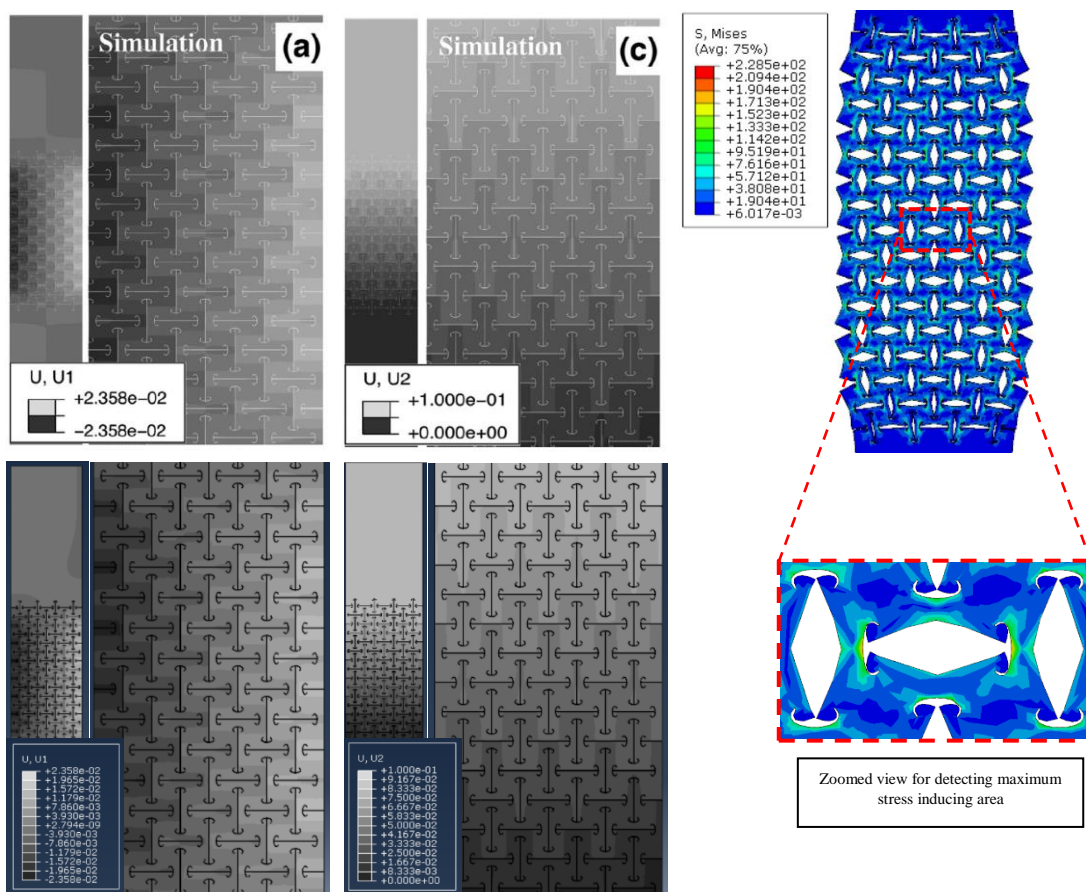 Simulation
(a)
U, U1
+2.358e-02
-2.358e-02
Simulation
(c)
U, U2
+1.000e-01
+0.000e+00
S, Mises
(Avg: 75%)
+2.285e+02
+2.094e+02
+1.904e+02
+1.713e+02
+1.523e+02
+1.333e+02
+1.142e+02
+9.519e+01
+7.616e+01
+5.712e+01
+3.808e+01
+1.904e+01
+6.017e-03
U, U1
+2.358e-02
+1.965e-02
+1.572e-02
+1.179e-02
+7.860e-03
+3.930e-03
+2.794e-09
-3.930e-03
-7.860e-03
-1.179e-02
-1.572e-02
-1.965e-02
-2.358e-02
U, U2
+1.000e-01
+9.167e-02
+8.333e-02
+7.500e-02
+6.667e-02
+5.833e-02
+5.000e-02
+4.167e-02
+3.333e-02
+2.500e-02
+1.667e-02
+8.333e-03
+0.000e+00
Zoomed view for detecting maximum
stress inducing area